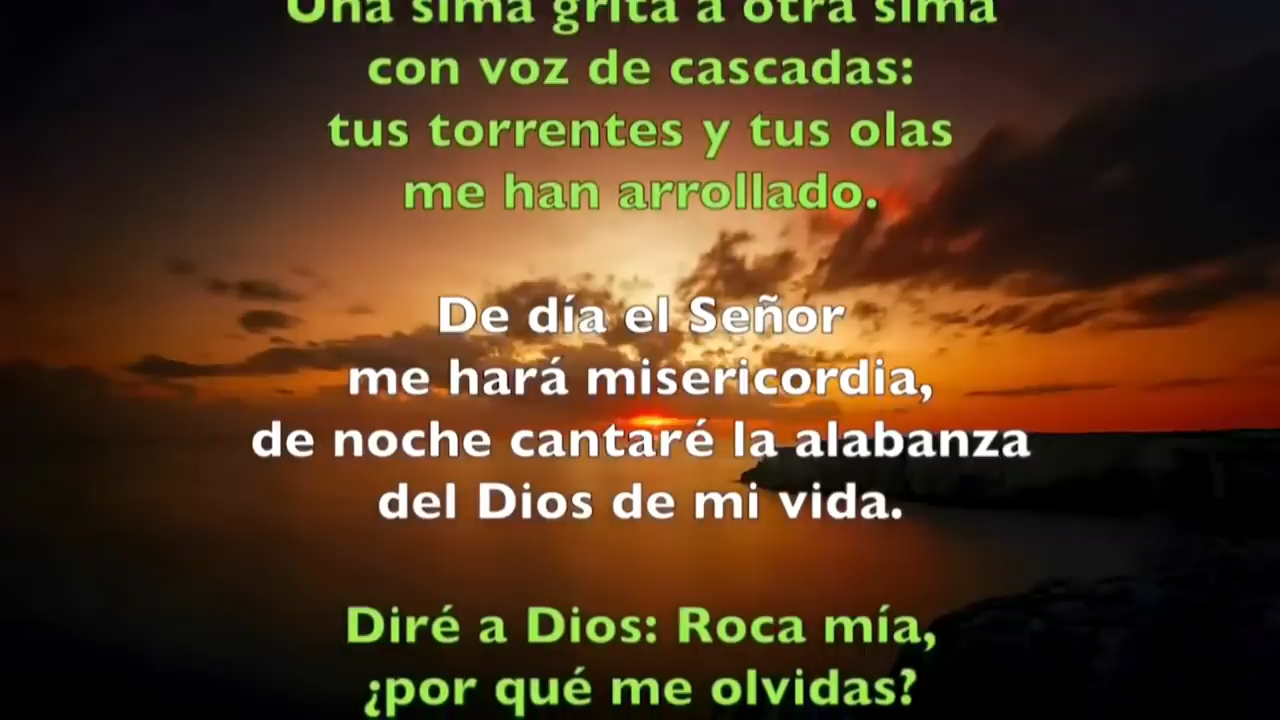 Una sima grita a otra sima
con voz de cascadas:
tus torrentes y tus olas
me han arrollado.
De día el Señor
me hará misericordia,
de noche cantaré la alabanza
del Dios de mi vida.
Diré a Dios: Roca mía,
¿por qué me olvidas?